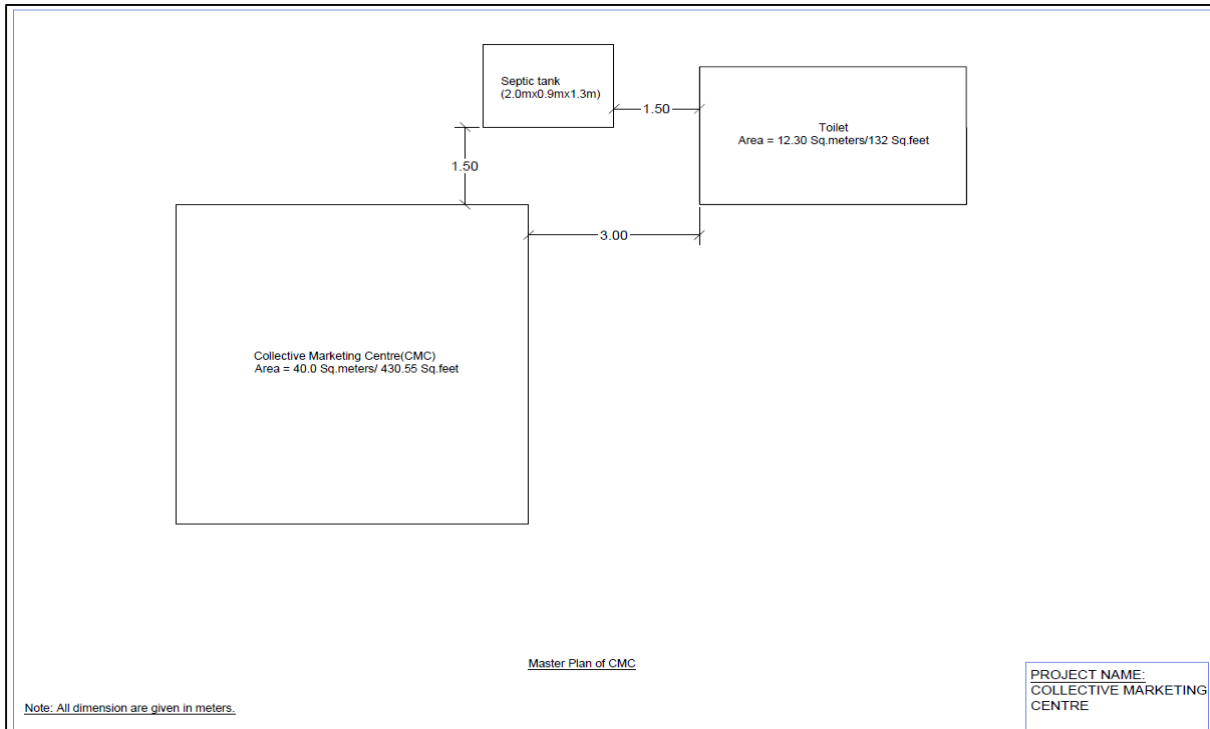 Septic tank
(2.0mx0.9mx1.3m)
1.50
Toilet
Area = 12.30 Sq.meters/132 Sq.feet
1.50
3.00
Collective Marketing Centre(CMC)
Area = 40.0 Sq.meters/ 430.55 Sq.feet
Master Plan of CMC
Note: All dimension are given in meters.
PROJECT NAME:
COLLECTIVE MARKETING
CENTRE